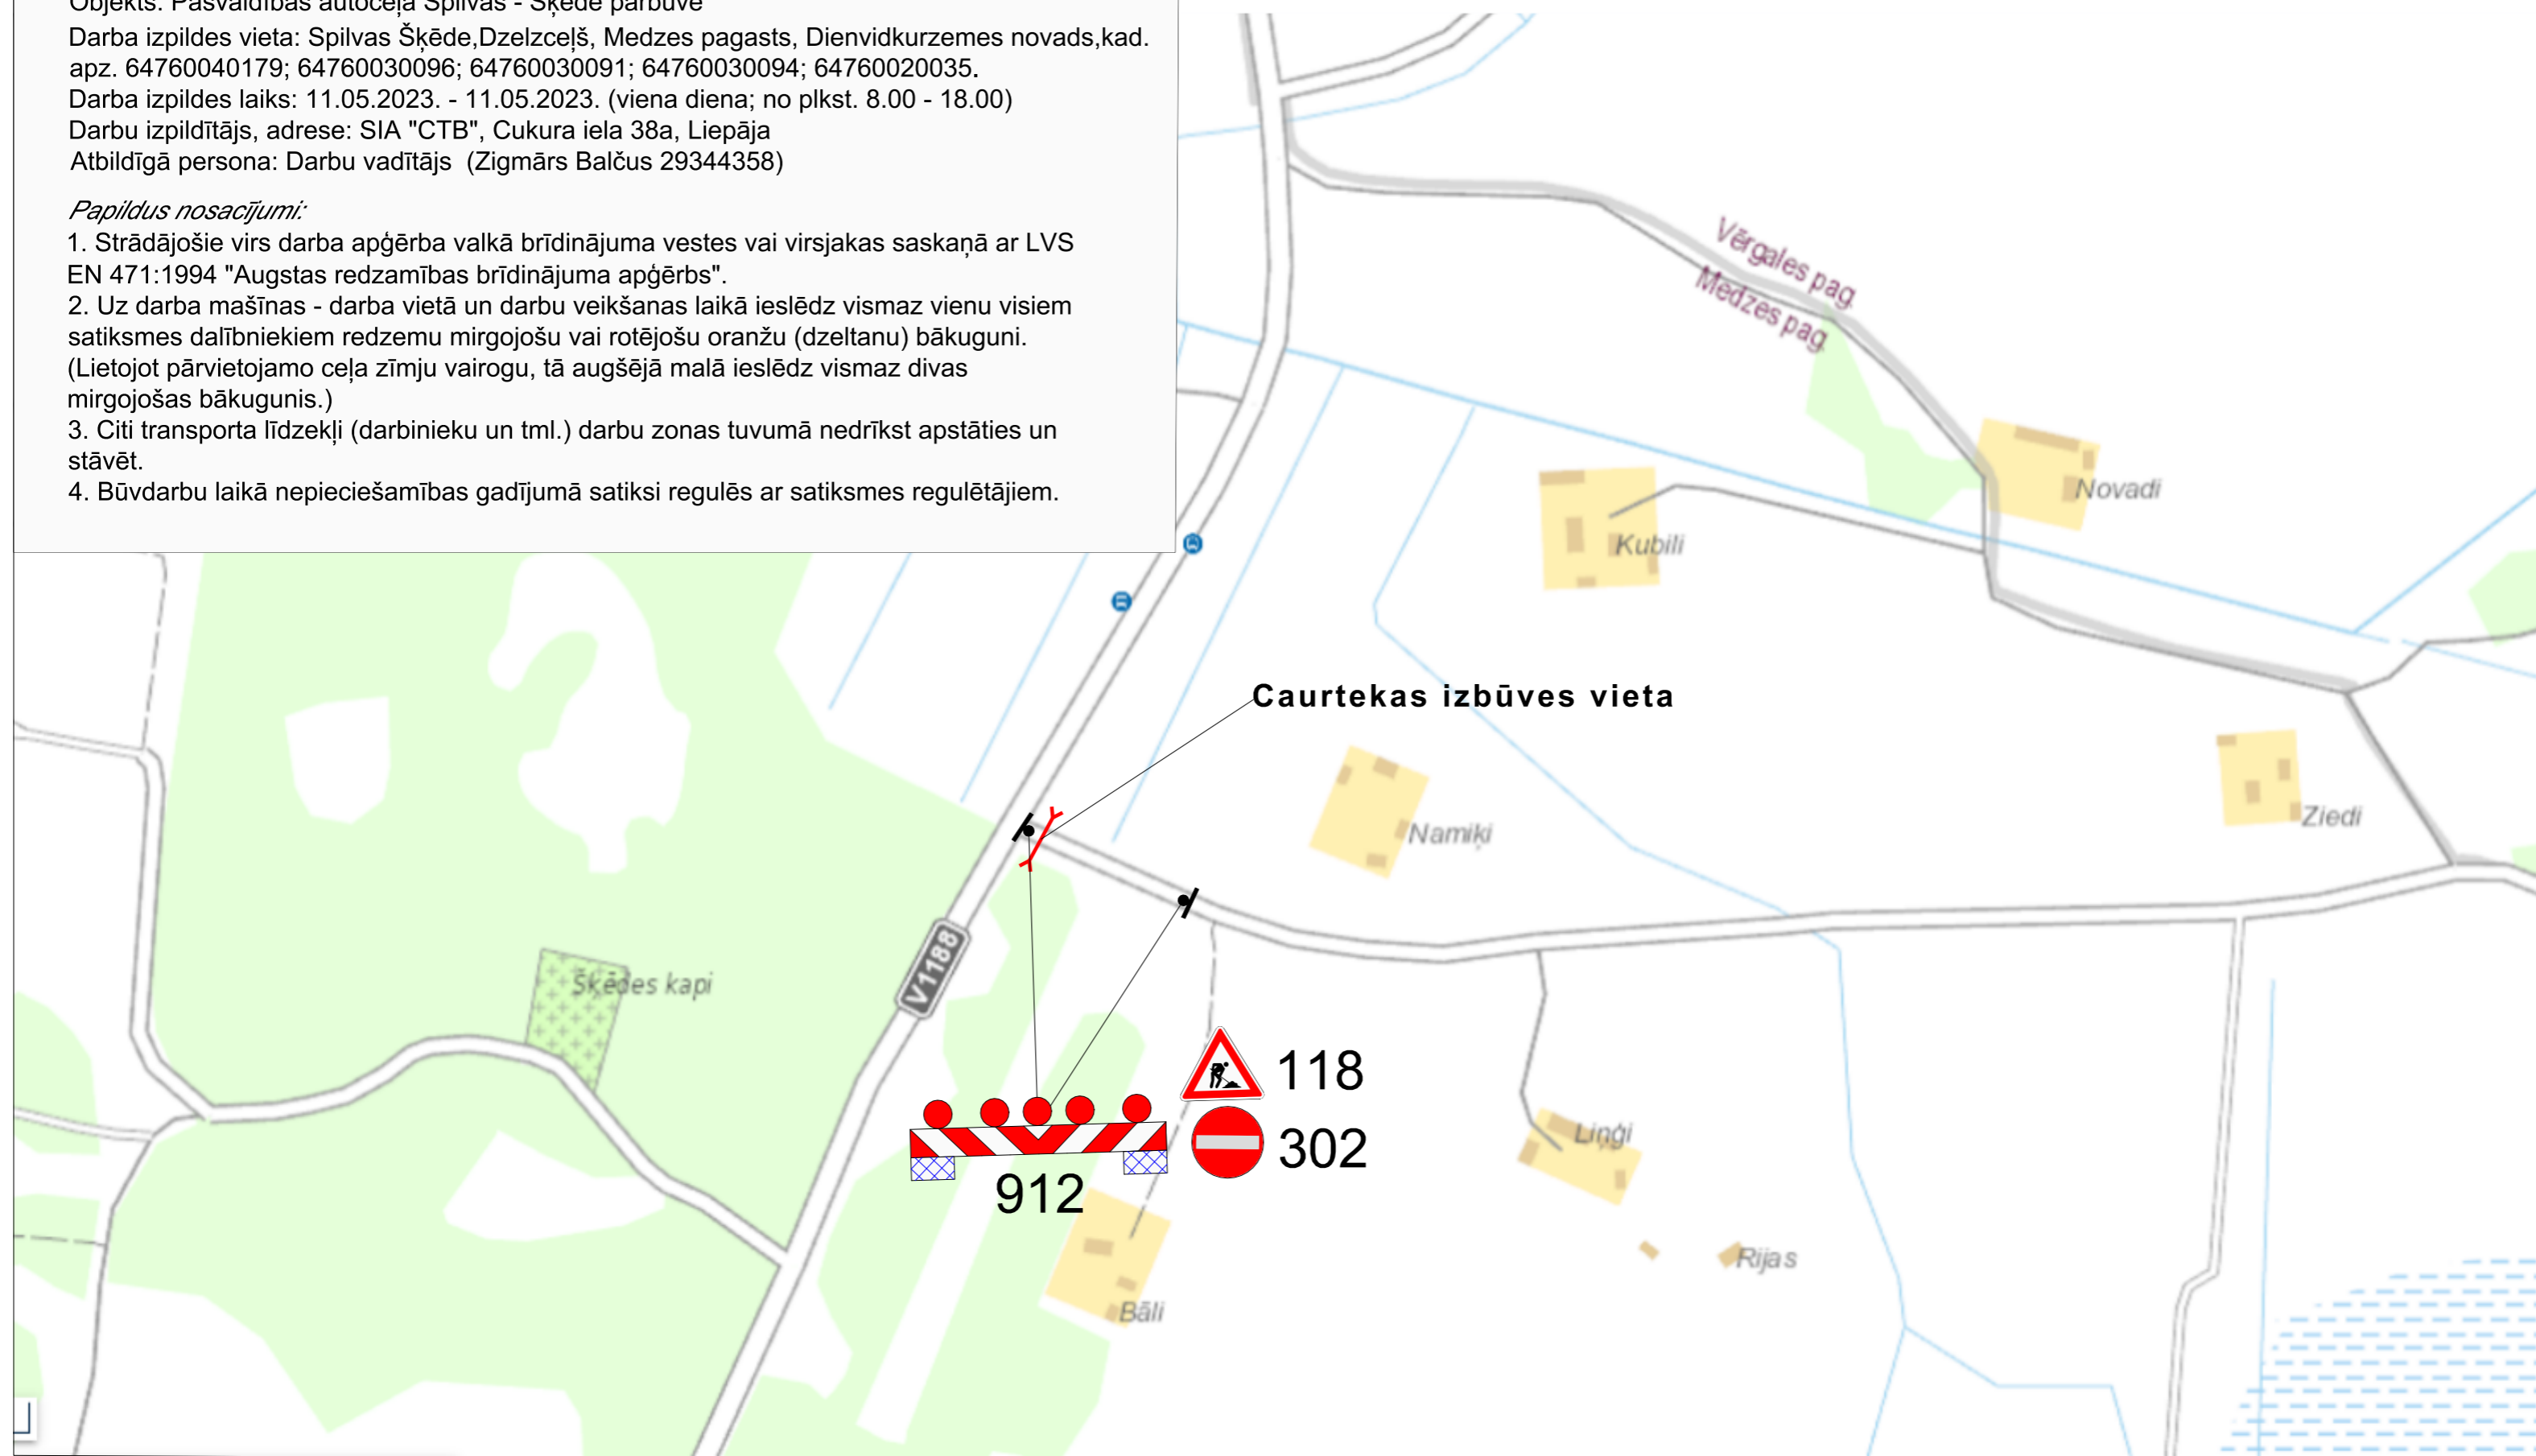 Objekts: Pašvaldības autoceļa Spilvas - Šķēde pārbūve
Darba izpildes vieta: Spilvas Šķēde,Dzelzceļš, Medzes pagasts, Dienvidkurzemes novads,kad.
apz. 64760040179; 64760030096; 64760030091; 64760030094; 64760020035.
Darba izpildes laiks: 11.05.2023. - 11.05.2023. (viena diena; no plkst. 8.00 - 18.00)
Darbu izpildītājs, adrese: SIA "CTB", Cukura iela 38a, Liepāja
Atbildīgā persona: Darbu vadītājs (Zigmārs Balčus 29344358)
Papildus nosacījumi:
1. Strādājošie virs darba apģērba valkā brīdinājuma vestes vai virsjakas saskaņā ar LVS
EN 471:1994 "Augstas redzamības brīdinājuma apģērbs".
2. Uz darba mašīnas - darba vietā un darbu veikšanas laikā ieslēdz vismaz vienu visiem
satiksmes dalībniekiem redzemu mirgojošu vai rotējošu oranžu (dzeltanu) bākuguni.
(Lietojot pārvietojamo ceļa zīmju vairogu, tā augšējā malā ieslēdz vismaz divas
mirgojošas bākugunis.)
3. Citi transporta līdzekļi (darbinieku un tml.) darbu zonas tuvumā nedrīkst apstāties un
stāvēt.
4. Būvdarbu laikā nepieciešamības gadījumā satiksi regulēs ar satiksmes regulētājiem.
Vērgales pag.
Medzes pag.
Novadi
Kubili
Caurtekas izbūves vieta
Namiķi
Ziedi
V1188
Šķēdes kapi
118
302
912
Liņģi
Rijas
Bāli